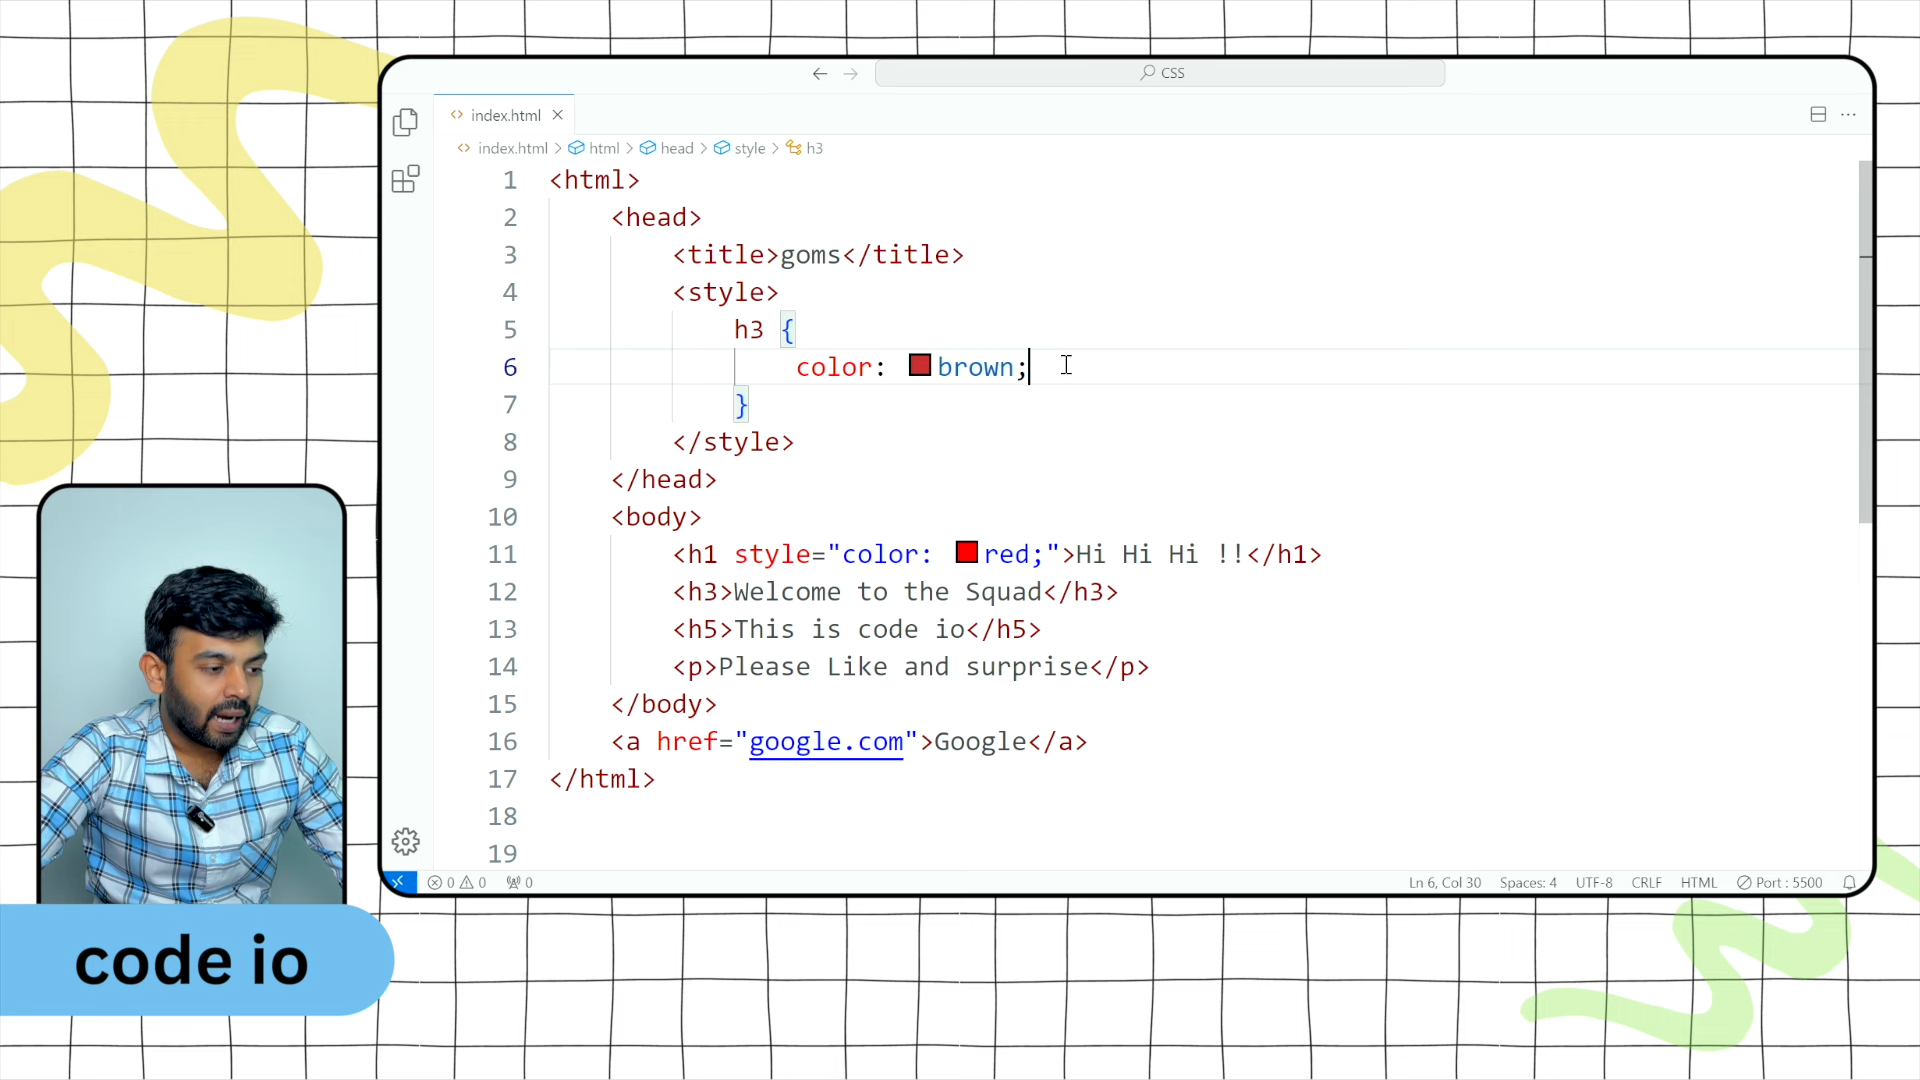 CSS
index.html
index.html > html > head > style > h3
1 <html>
2 <head>
3 <title>goms</title>
4 <style>
5 h3 {
6 color: brown;
7 }
8 </style>
9 </head>
10 <body>
11 <h1 style="color: red;">Hi Hi Hi !!</h1>
12 <h3>Welcome to the Squad</h3>
13 <h5>This is code io</h5>
14 <p>Please Like and surprise</p>
15 </body>
16 <a href="google.com">Google</a>
17 </html>
18
19
0 0 0 Ln 6, Col 30 Spaces: 4 UTF-8 CRLF HTML Port : 5500
code io